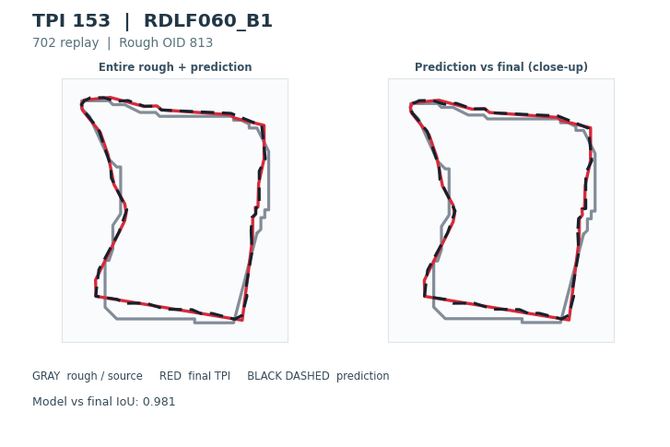 TPI 153 | RDLF060_B1
702 replay | Rough OID 813
Entire rough + prediction
Prediction vs final (close-up)
GRAY rough / source RED final TPI BLACK DASHED prediction
Model vs final IoU: 0.981